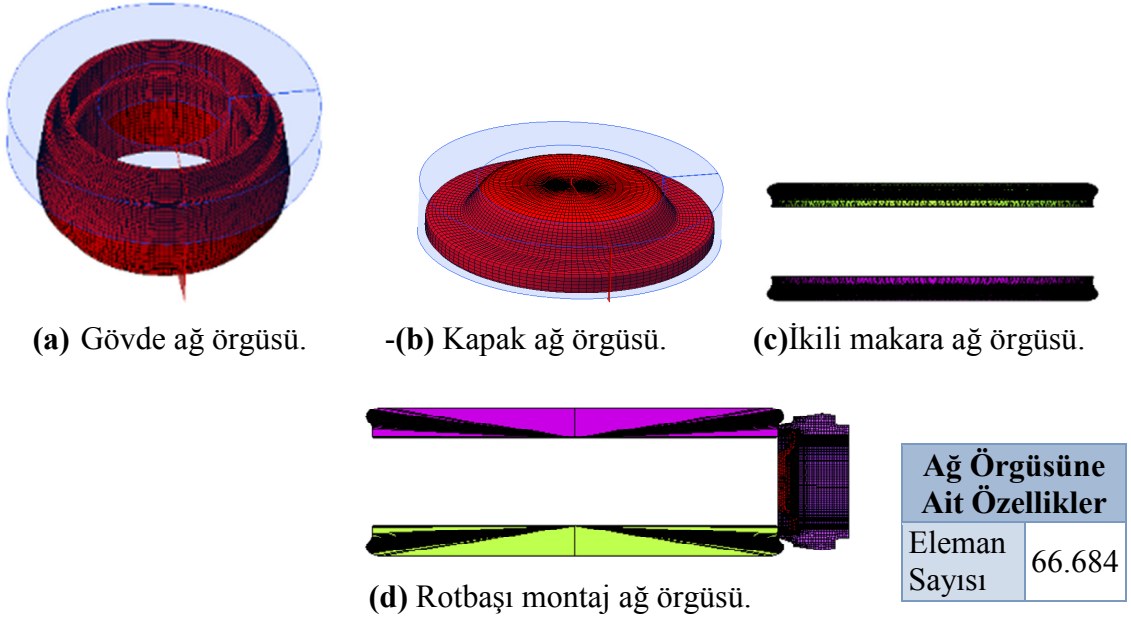 (a) Gövde ağ örgüsü.
-(b) Kapak ağ örgüsü.
(c)İkili makara ağ örgüsü.
(d) Rotbaşı montaj ağ örgüsü.
Ağ Örgüsüne
Ait Özellikler
Eleman
Sayısı
66.684